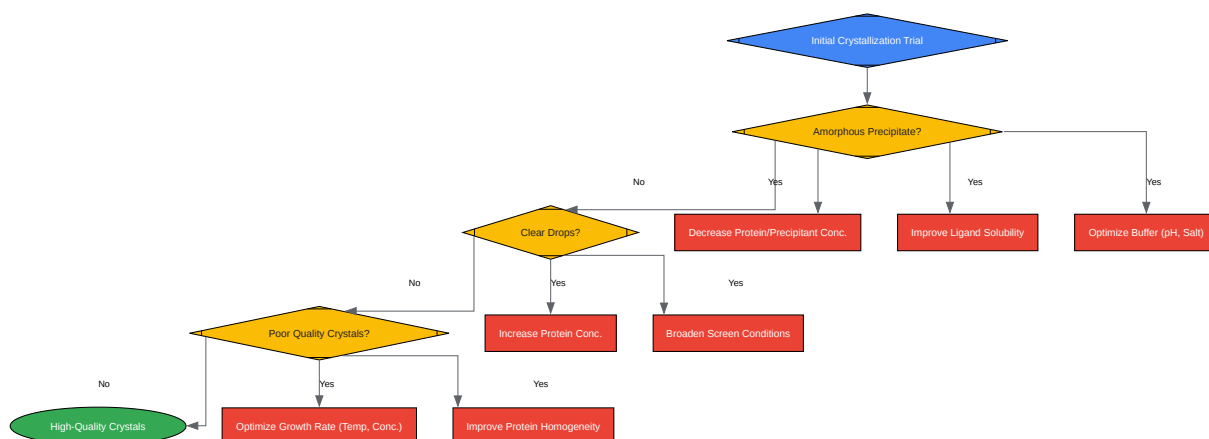 Initial Crystallization Trial
Amorphous Precipitate?
No
Yes
Yes
Yes
Clear Drops?
Decrease Protein/Precipitant Conc.
Improve Ligand Solubility
Optimize Buffer (pH, Salt)
No
Yes
Yes
Poor Quality Crystals?
Increase Protein Conc.
Broaden Screen Conditions
No
Yes
Yes
High-Quality Crystals
Optimize Growth Rate (Temp, Conc.)
Improve Protein Homogeneity